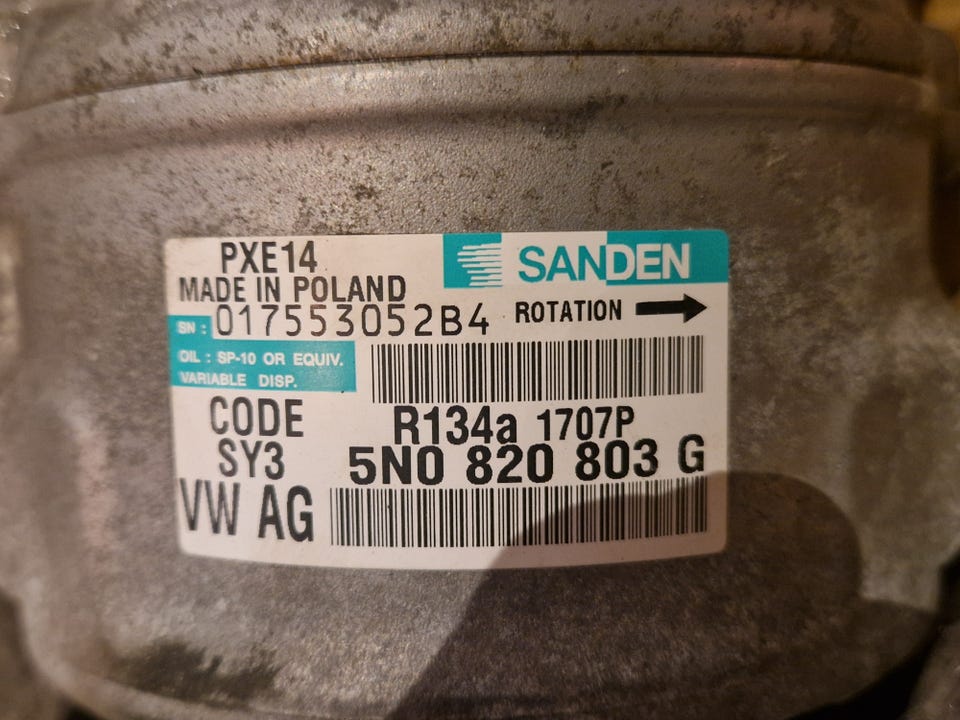 PXE14
SANDEN
MADE IN POLAND
SN : 017553052B4
ROTATION
OIL : SP-10 OR EQUIV.
VARIABLE DISP.
CODE
SY3
R134a 1707P
5N0 820 803 G
VW AG